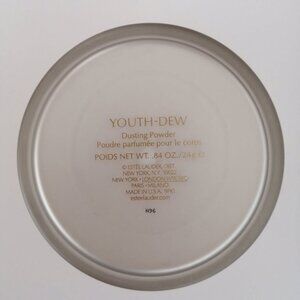 YOUTH-DEW
Dusting Powder
Poudre parfumée pour le corps
POIDS NET WT. .84 OZ./24g
© ESTÉE LAUDER, DIST.
NEW YORK, N.Y. 10022
NEW YORK • LONDON
PARIS • MILANO
MADE IN U.S.A.
esteelauder.com